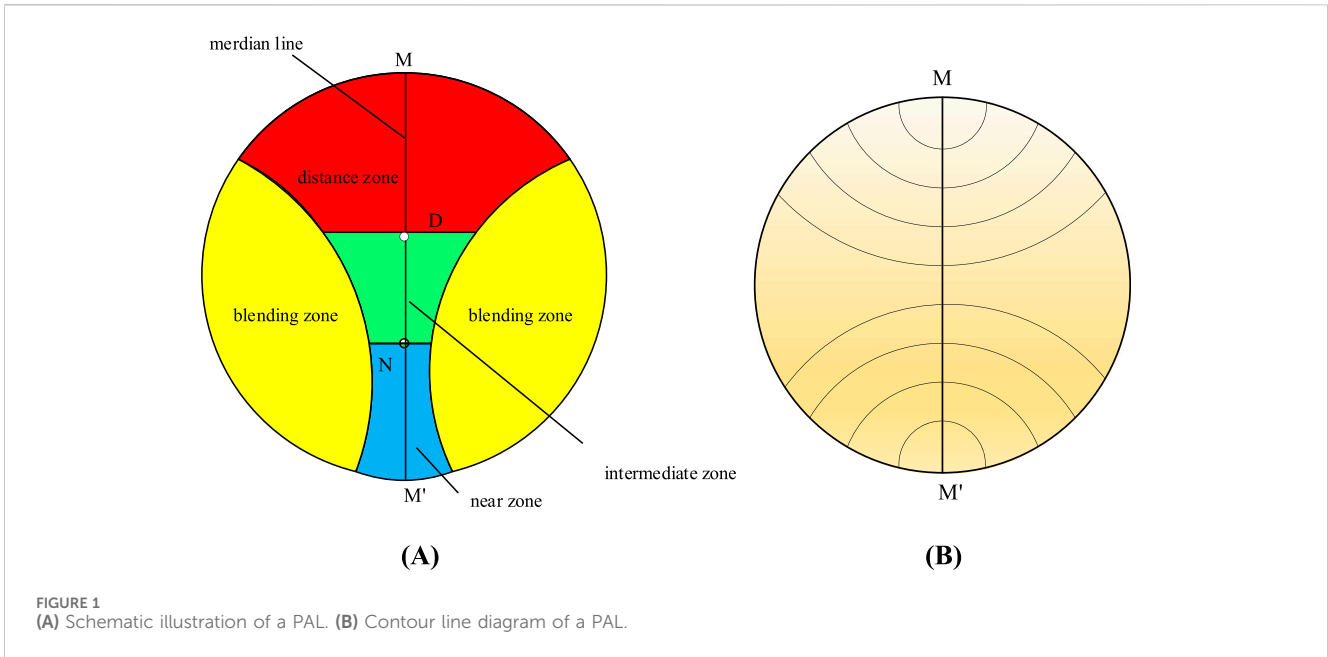 merdian line
M
distance zone
D
blending zone
blending zone
N
intermediate zone
M'
near zone
(A)
M
M'
(B)
FIGURE 1
(A) Schematic illustration of a PAL. (B) Contour line diagram of a PAL.